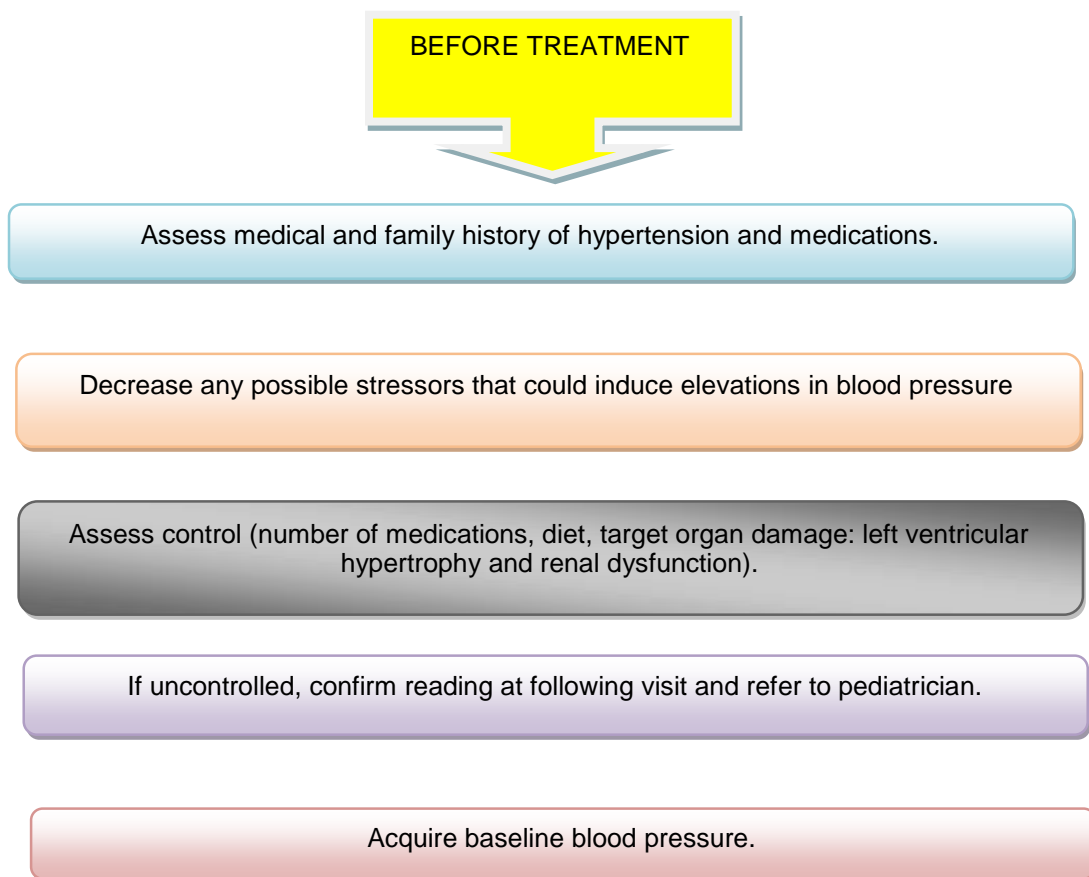 BEFORE TREATMENT
Assess medical and family history of hypertension and medications.
Decrease any possible stressors that could induce elevations in blood pressure
Assess control (number of medications, diet, target organ damage: left ventricular
hypertrophy and renal dysfunction).
If uncontrolled, confirm reading at following visit and refer to pediatrician.
Acquire baseline blood pressure.